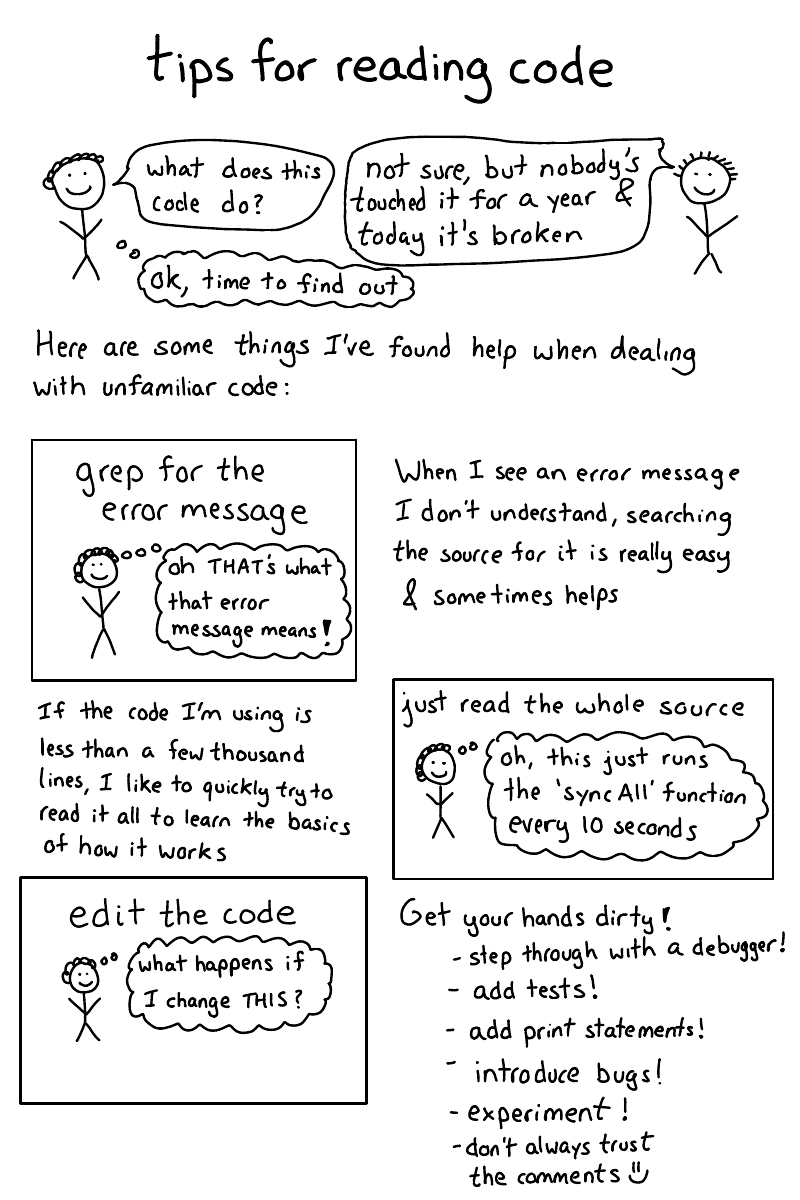 tips for reading code
what does this
code do?
not sure, but nobody's
touched it for a year &
today it's broken
ok, time to find out
Here are some things I've found help when dealing
with unfamiliar code:
grep for the
error message
oh THAT's what
that error
message means!
When I see an error message
I don't understand, searching
the source for it is really easy
& sometimes helps
If the code I'm using is
less than a few thousand
lines, I like to quickly try to
read it all to learn the basics
of how it works
just read the whole source
oh, this just runs
the 'sync All' function
every 10 seconds
edit the code
what happens if
I change THIS?
Get your hands dirty!
- step through with a debugger!
- add tests!
- add print statements!
- introduce bugs!
- experiment!
- don't always trust
the comments